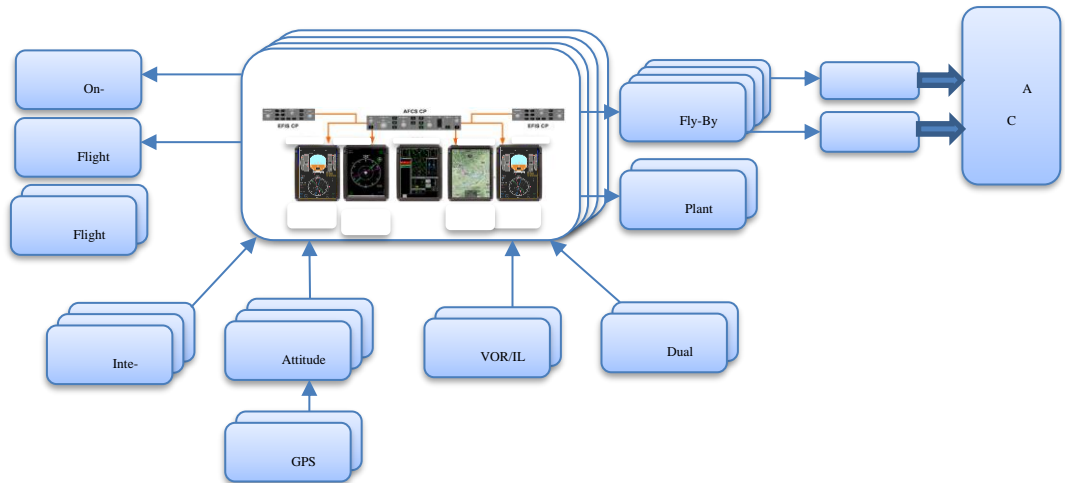 On-
A
AFCS CP
Fly-By
C
EFIS CP
EFIS CP
Flight
Plant
Flight
Inte-
Attitude
VOR/IL
Dual
GPS